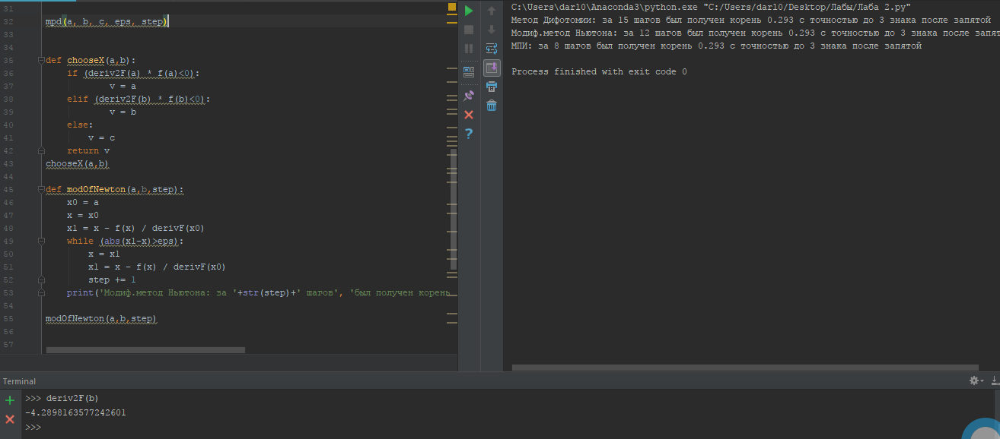 31
32 mpd(a, b, c, eps, step)
33
34
35 def chooseX(a,b):
36 if (deriv2F(a) * f(a)<0):
37 v = a
38 elif (deriv2F(b) * f(b)<0):
39 v = b
40 else:
41 v = c
42 return v
43 chooseX(a,b)
44
45 def modOfNewton(a,b,step):
46 x0 = a
47 x = x0
48 x1 = x - f(x) / derivF(x0)
49 while (abs(x1-x)>eps):
50 x = x1
51 x1 = x - f(x) / derivF(x0)
52 step += 1
53 print('Модиф.метод Ньютона: за '+str(step)+' шагов', 'был получен корень
54
55 modOfNewton(a,b,step)
56
57
C:\Users\darl0\Anaconda3\python.exe "C:/Users/darl0/Desktop/Лабы/Лаба 2.py"
Метод Дифотомии: за 15 шагов был получен корень 0.293 с точностью до 3 знака после запятой
Модиф.метод Ньютона: за 12 шагов был получен корень 0.293 с точностью до 3 знака после запят
МПИ: за 8 шагов был получен корень 0.293 с точностью до 3 знака после запятой
Process finished with exit code 0
Terminal
>>> deriv2F(b)
-4.2898163577242601
>>>